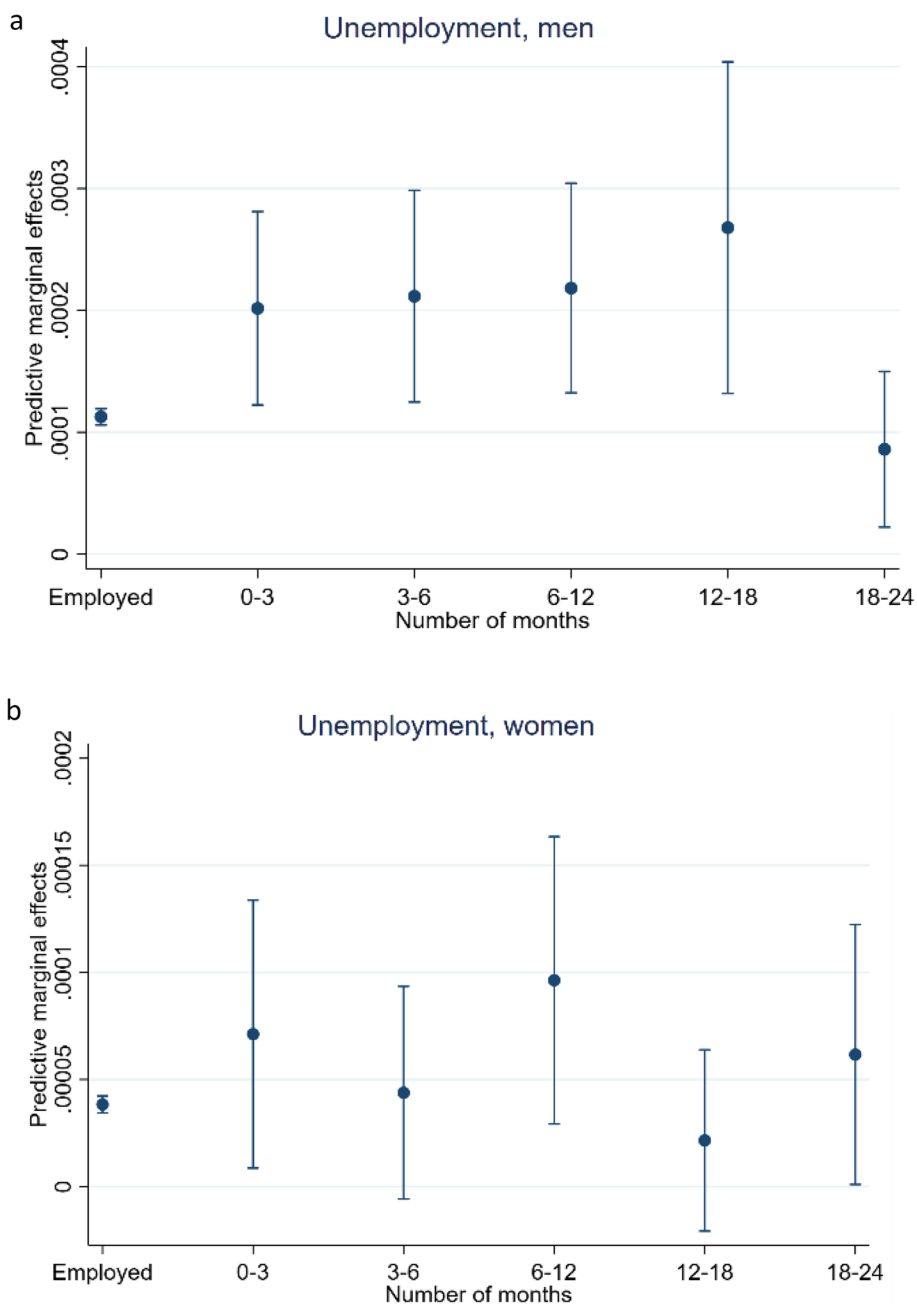 a
Unemployment, men
Predictive marginal effects
.0004
.0003
.0002
.0001
0
Employed 0-3 3-6 6-12 12-18 18-24
Number of months
b
Unemployment, women
Predictive marginal effects
.0002
.00015
.0001
.00005
0
Employed 0-3 3-6 6-12 12-18 18-24
Number of months